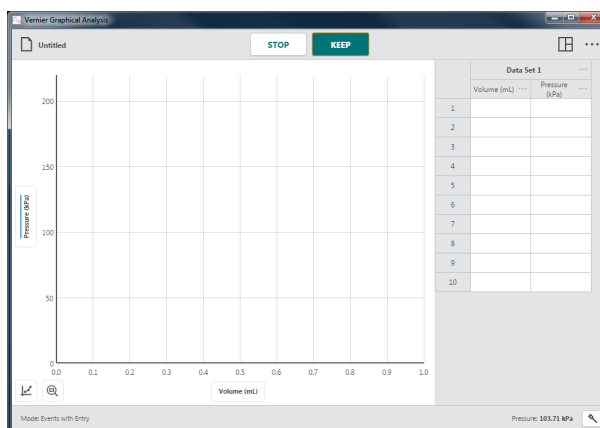 Vernier Graphical Analysis
Untitled
STOP
KEEP
Data Set 1
Volume (mL)
Pressure (kPa)
1
2
3
4
5
6
7
8
9
10
200
150
100
50
0
Pressure (kPa)
0.0 0.1 0.2 0.3 0.4 0.5 0.6 0.7 0.8 0.9 1.0
Volume (mL)
Mode: Events with Entry
Pressure: 103.71 kPa